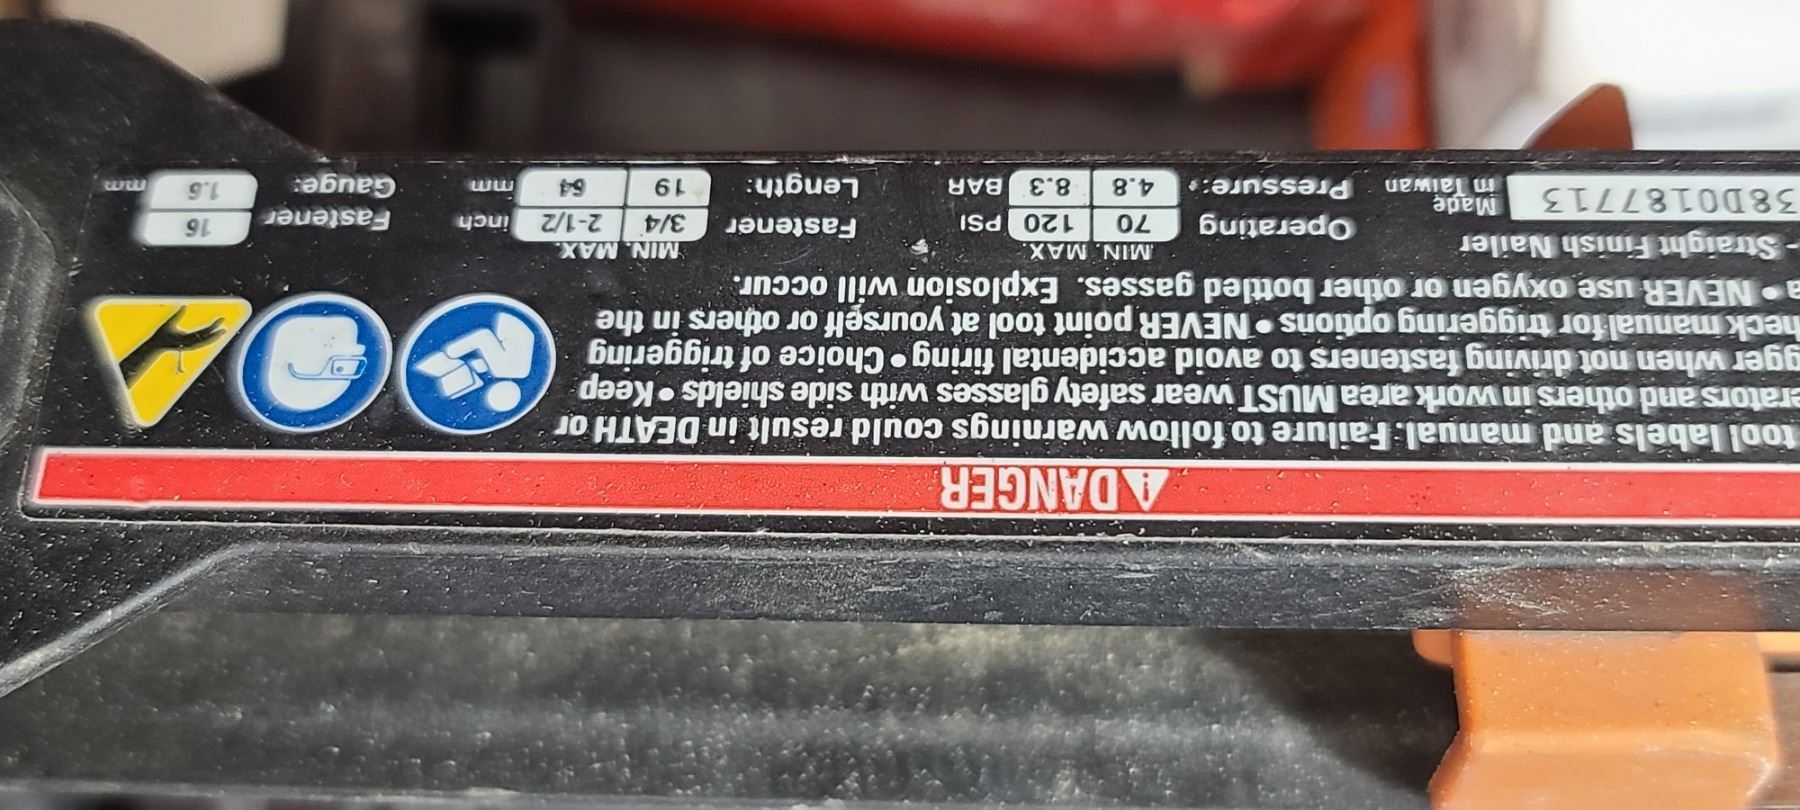 DANGER
tool labels and manual. Failure to follow warnings could result in DEATH or
erators and others in work area MUST wear safety glasses with side shields • Keep
gger when not driving fasteners to avoid accidental firing • Choice of triggering
heck manual for triggering options • NEVER point tool at yourself or others in the
a • NEVER use oxygen or other bottled gasses. Explosion will occur.
- Straight Finish Nailer
38D0187713
Made
in Taiwan
MIN. MAX.
Operating 70 120 PSI
Pressure: 4.8 8.3 BAR
MIN. MAX.
Fastener 3/4 2-1/2 inch
Length: 19 64 mm
Fastener 16
Gauge: 1.6 mm